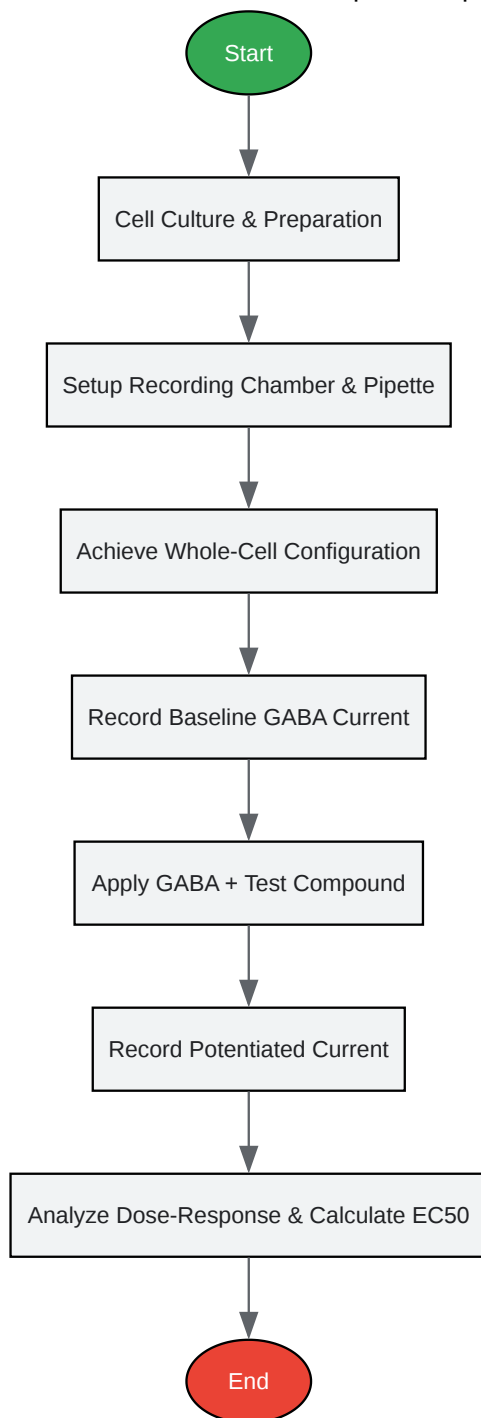 Start
Cell Culture & Preparation
Setup Recording Chamber & Pipette
Achieve Whole-Cell Configuration
Record Baseline GABA Current
Apply GABA + Test Compound
Record Potentiated Current
Analyze Dose-Response & Calculate EC50
End